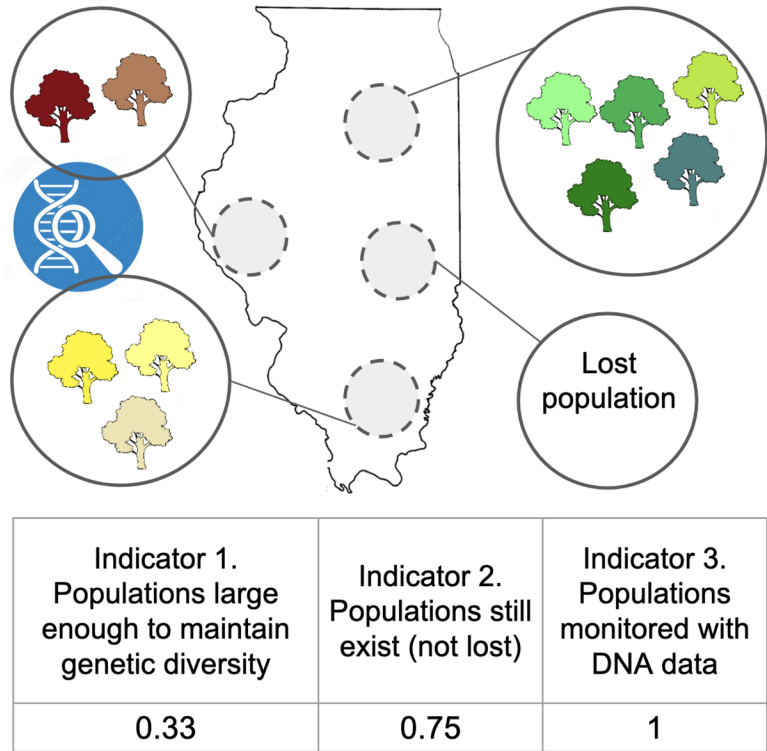 Lost
population
Indicator 1.
Populations large
enough to maintain
genetic diversity
Indicator 2.
Populations still
exist (not lost)
Indicator 3.
Populations
monitored with
DNA data
0.33
0.75
1